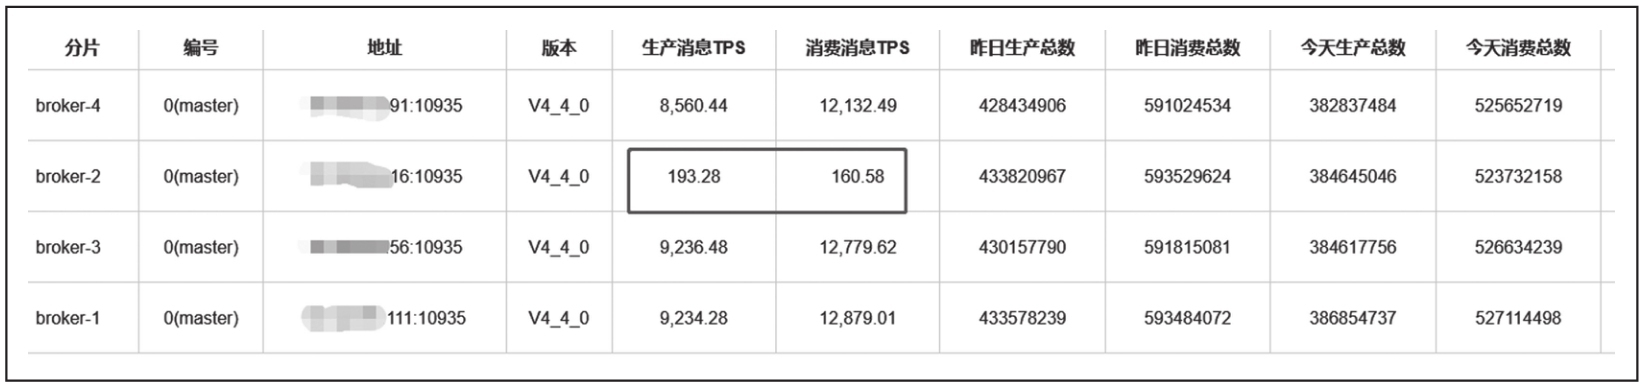 分片 编号 地址 版本 生产消息TPS 消费消息TPS 昨日生产总数 昨日消费总数 今天生产总数 今天消费总数
broker-4 0(master) 91:10935 V4_4_0 8,560.44 12,132.49 428434906 591024534 382837484 525652719
broker-2 0(master) 16:10935 V4_4_0 193.28 160.58 433820967 593529624 384645046 523732158
broker-3 0(master) 56:10935 V4_4_0 9,236.48 12,779.62 430157790 591815081 384617756 526634239
broker-1 0(master) 111:10935 V4_4_0 9,234.28 12,879.01 433578239 593484072 386854737 527114498